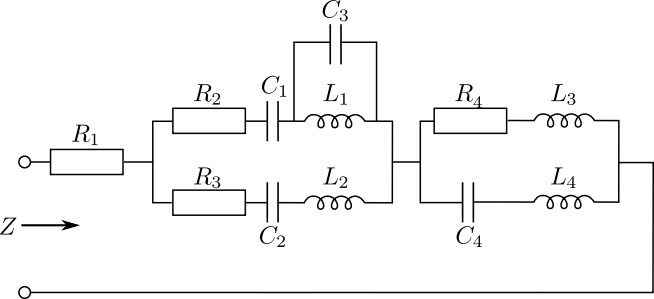 C₃
R₂ C₁ L₁ R₄ L₃
R₁
R₃ L₂ L₄
Z
C₂ C₄